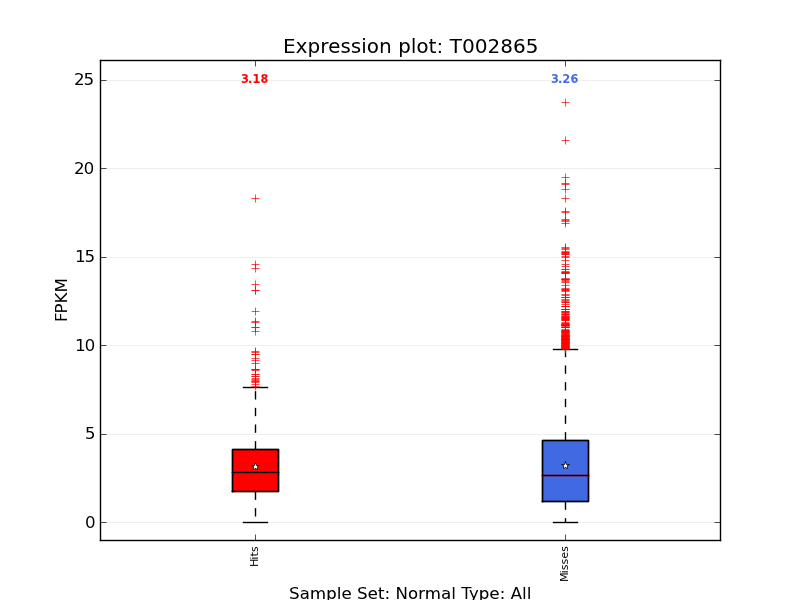 Expression plot: T002865
3.18
3.26
25
20
15
10
5
0
FPKM
Hits
Misses
Sample Set: Normal Type: All